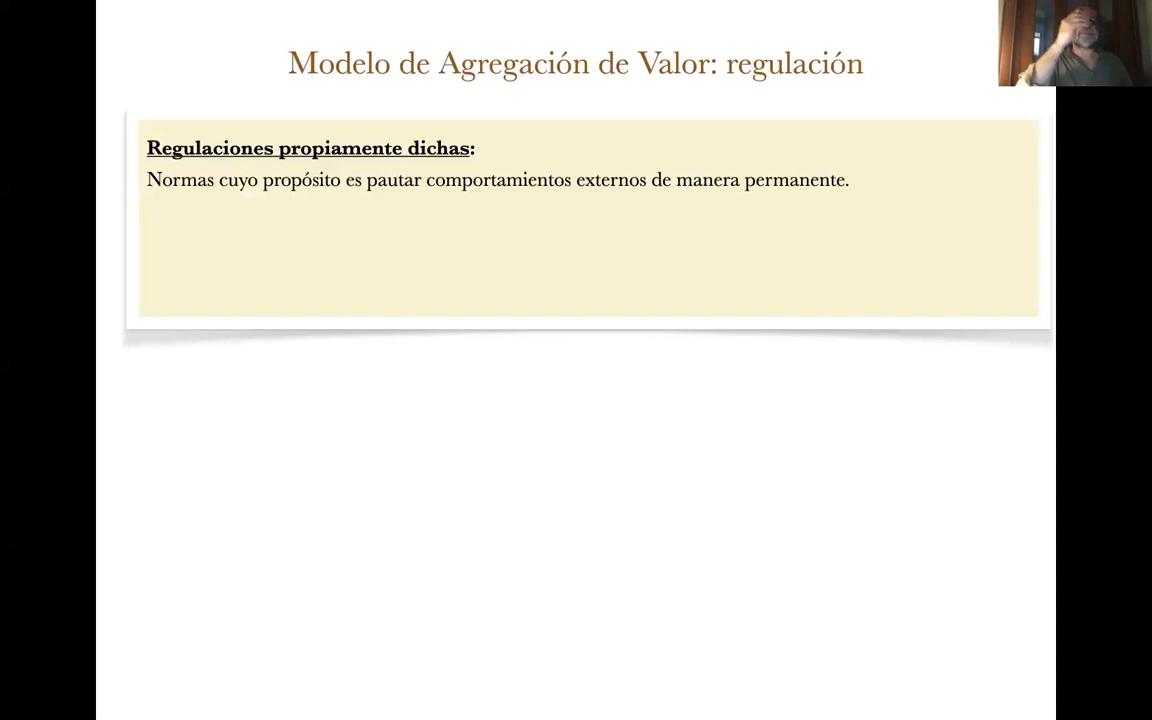 Modelo de Agregación de Valor: regulación
Regulaciones propiamente dichas:
Normas cuyo propósito es pautar comportamientos externos de manera permanente.